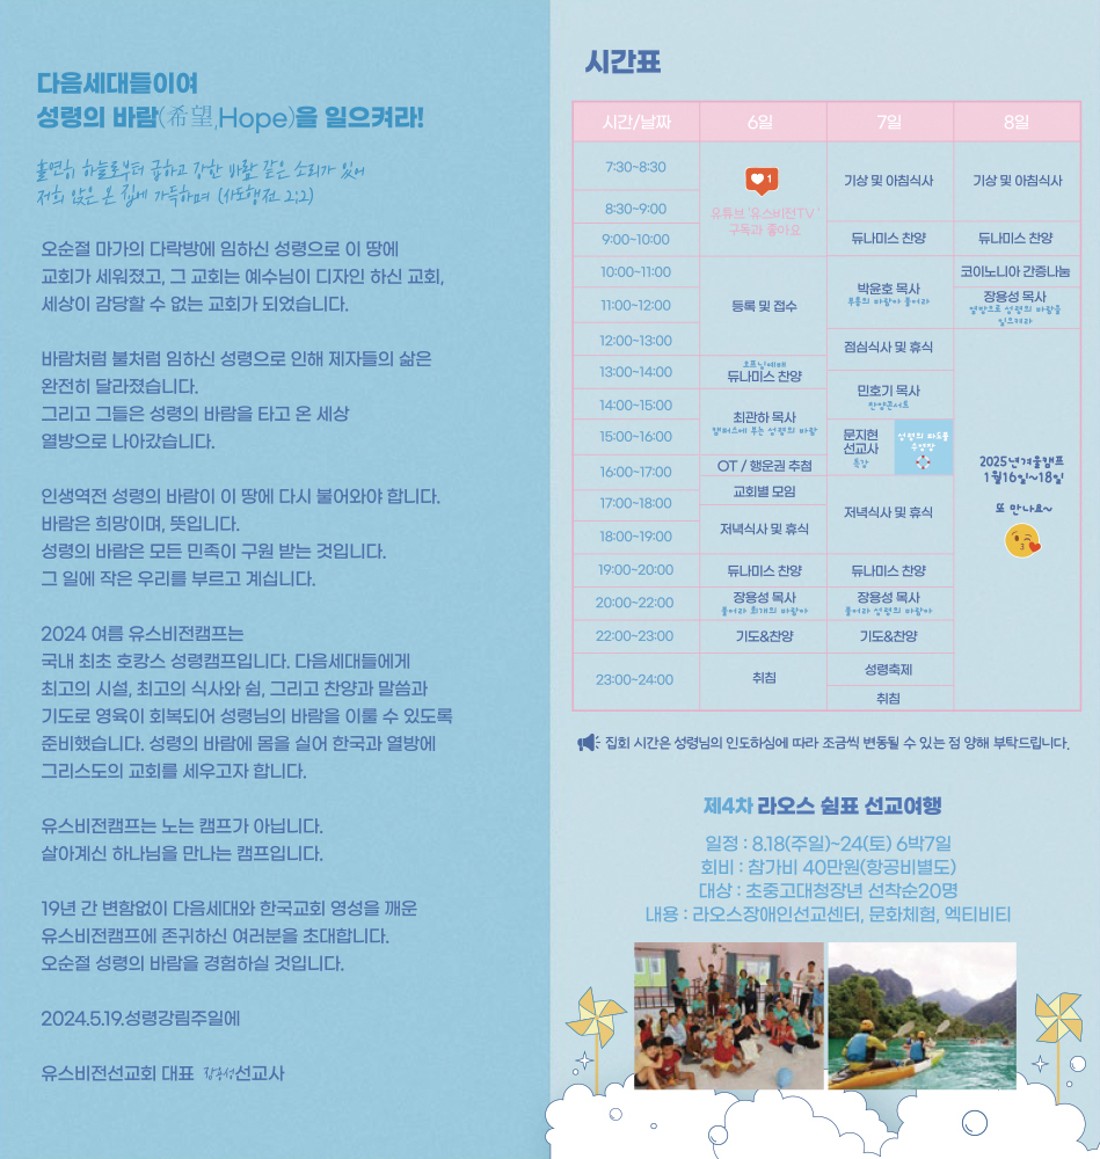 다음세대들이여
성령의 바람(希望,Hope)을 일으켜라!
홀연히 하늘로부터 급하고 강한 바람 같은 소리가 있어
저희 앉은 온 집에 가득하며 (사도행전 2:2)
오순절 마가의 다락방에 임하신 성령으로 이 땅에
교회가 세워졌고, 그 교회는 예수님이 디자인 하신 교회,
세상이 감당할 수 없는 교회가 되었습니다.
바람처럼 불처럼 임하신 성령으로 인해 제자들의 삶은
완전히 달라졌습니다.
그리고 그들은 성령의 바람을 타고 온 세상
열방으로 나아갔습니다.
인생역전 성령의 바람이 이 땅에 다시 불어와야 합니다.
바람은 희망이며, 뜻입니다.
성령의 바람은 모든 민족이 구원 받는 것입니다.
그 일에 작은 우리를 부르고 계십니다.
2024 여름 유스비전캠프는
국내 최초 호캉스 성령캠프입니다. 다음세대들에게
최고의 시설, 최고의 식사와 쉼, 그리고 찬양과 말씀과
기도로 영육이 회복되어 성령님의 바람을 이룰 수 있도록
준비했습니다. 성령의 바람에 몸을 실어 한국과 열방에
그리스도의 교회를 세우고자 합니다.
유스비전캠프는 노는 캠프가 아닙니다.
살아계신 하나님을 만나는 캠프입니다.
19년 간 변함없이 다음세대와 한국교회 영성을 깨운
유스비전캠프에 존귀하신 여러분을 초대합니다.
오순절 성령의 바람을 경험하실 것입니다.
2024.5.19.성령강림주일에
유스비전선교회 대표 장용성선교사
시간표
시간/날짜 6일 7일 8일
7:30~8:30
8:30~9:00
9:00~10:00
10:00~11:00
11:00~12:00
12:00~13:00
13:00~14:00
14:00~15:00
15:00~16:00
16:00~17:00
17:00~18:00
18:00~19:00
19:00~20:00
20:00~22:00
22:00~23:00
23:00~24:00
1
유튜브 '유스비전TV'
구독과 좋아요
등록 및 접수
오프닝예배
듀나미스 찬양
최관하 목사
캠퍼스에 부는 성령의 바람
OT / 행운권 추첨
교회별 모임
저녁식사 및 휴식
듀나미스 찬양
장용성 목사
불어라 회개의 바람아
기도&찬양
취침
기상 및 아침식사
듀나미스 찬양
박윤호 목사
부흥의 바람아 불어라
점심식사 및 휴식
민호기 목사
찬양콘서트
문지현
선교사
특강
성령의 파도풀
수영장
저녁식사 및 휴식
듀나미스 찬양
장용성 목사
불어라 성령의 바람아
기도&찬양
성령축제
취침
기상 및 아침식사
듀나미스 찬양
코이노니아 간증나눔
장용성 목사
열방으로 성령의 바람을
일으켜라
2025년겨울캠프
1월16일~18일
또 만나요~
집회 시간은 성령님의 인도하심에 따라 조금씩 변동될 수 있는 점 양해 부탁드립니다.
제4차 라오스 쉼표 선교여행
일정 : 8.18(주일)~24(토) 6박7일
회비 : 참가비 40만원(항공비별도)
대상 : 초중고대청장년 선착순20명
내용 : 라오스장애인선교센터, 문화체험, 엑티비티